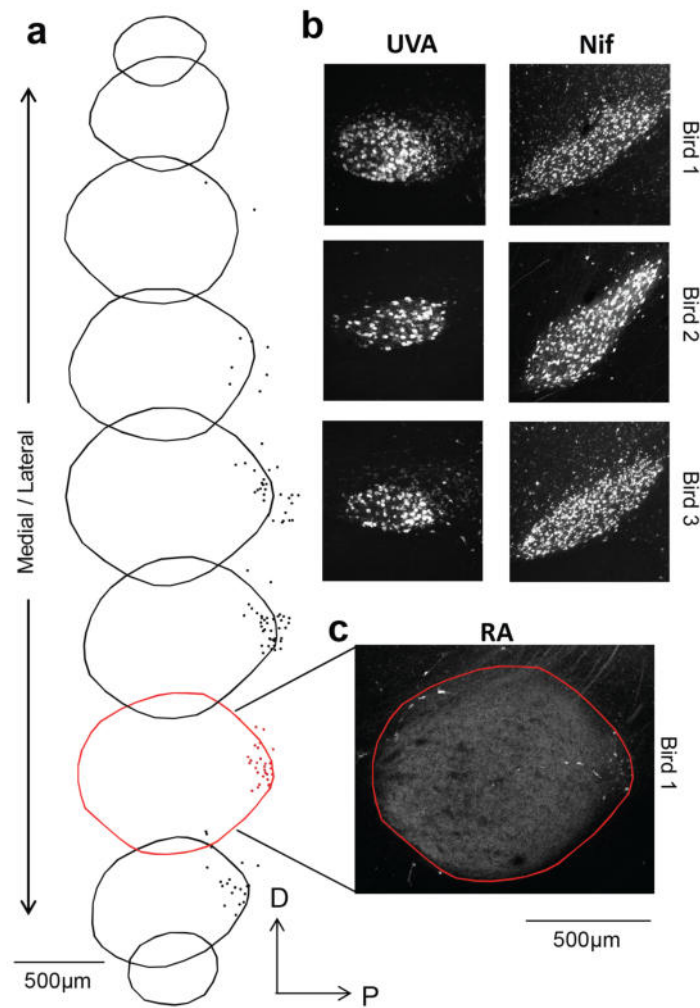 a
b
UVA
Nif
Bird 1
Bird 2
Bird 3
Medial / Lateral
c
RA
Bird 1
D
P
500µm
500µm